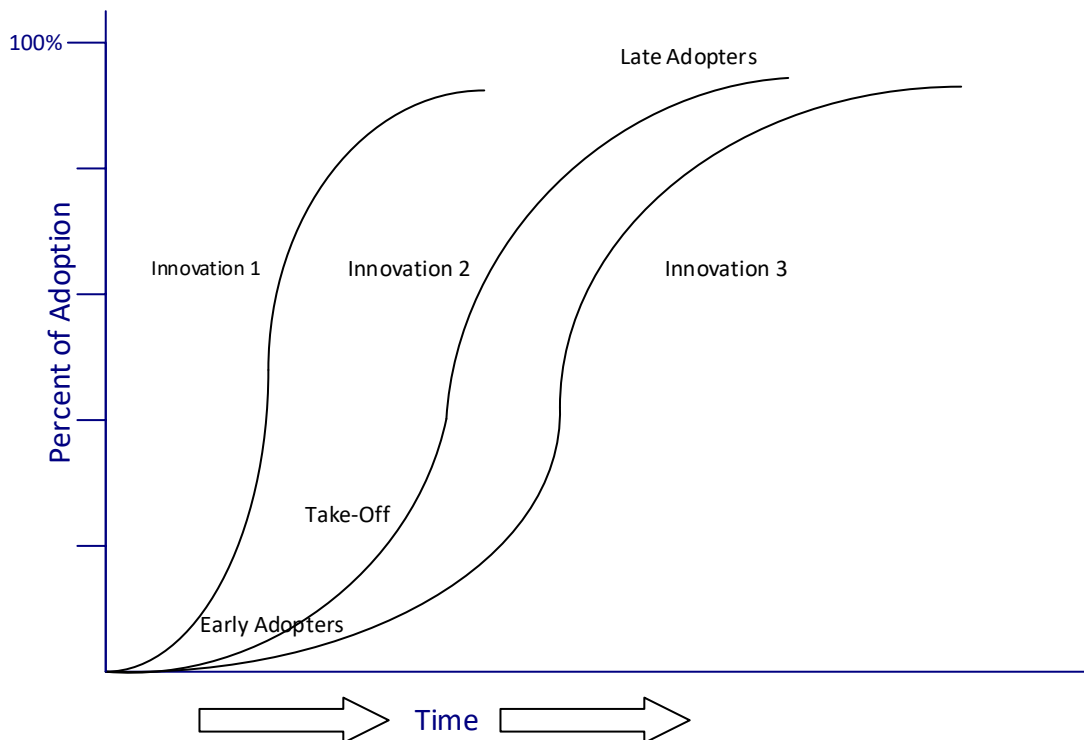 100%
Late Adopters
Percent of Adoption
Innovation 1
Innovation 2
Innovation 3
Take-Off
Early Adopters
Time